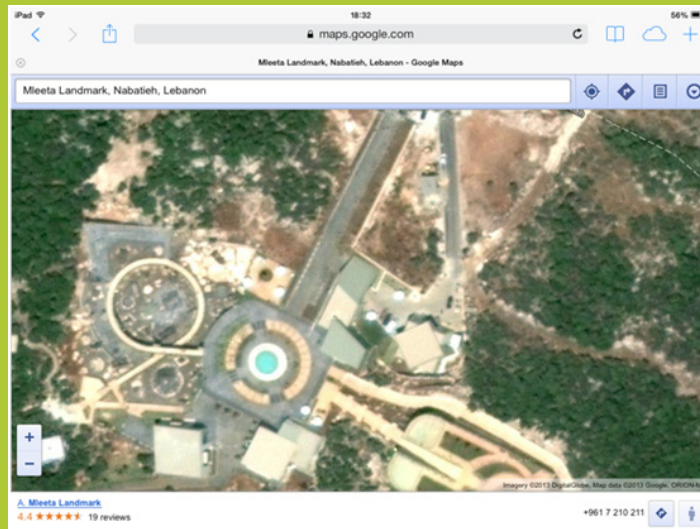 iPad 18:32 56%
maps.google.com
Mleeta Landmark, Nabatieh, Lebanon - Google Maps
Mleeta Landmark, Nabatieh, Lebanon
+
−
Imagery ©2013 DigitalGlobe, Map data ©2013 Google, ORION-M
A. Mleeta Landmark
4.4 ★★★★★ 19 reviews
+961 7 210 211